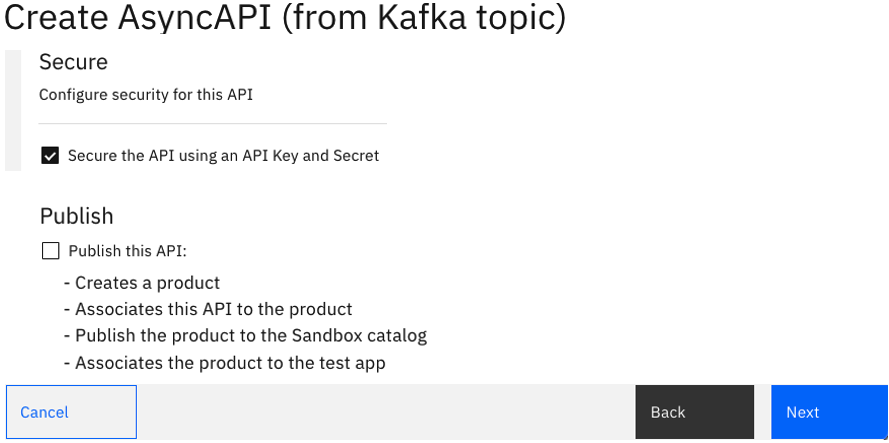 Create AsyncAPI (from Kafka topic)
Secure
Configure security for this API
Secure the API using an API Key and Secret
Publish
Publish this API:
- Creates a product
- Associates this API to the product
- Publish the product to the Sandbox catalog
- Associates the product to the test app
Cancel
Back
Next